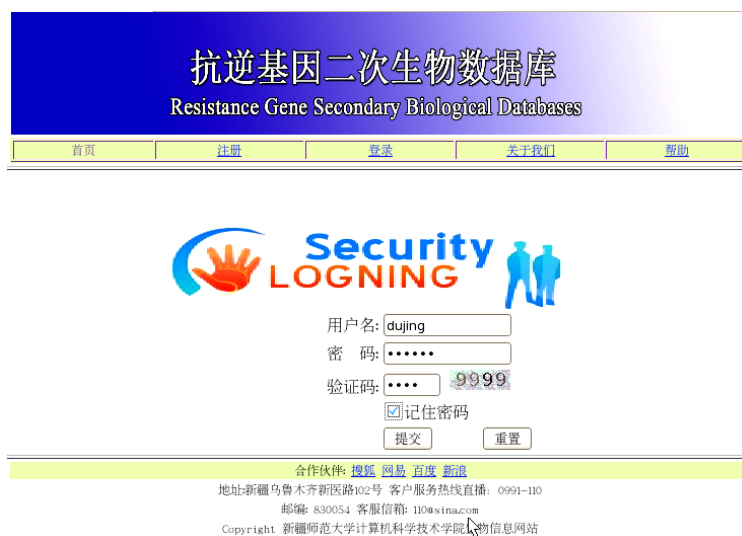 抗逆基因二次生物数据库
Resistance Gene Secondary Biological Databases
首页 注册 登录 关于我们 帮助
Security
LOGNING
用户名: dujing
密 码: ••••••
验证码: •••• 9999
记住密码
提交 重置
合作伙伴: 搜狐 网易 百度 新浪
地址:新疆乌鲁木齐新医路102号 客户服务热线直播: 0991-110
邮编: 830054 客服信箱: 110@sina.com
Copyright 新疆师范大学计算机科学技术学院生物信息网站